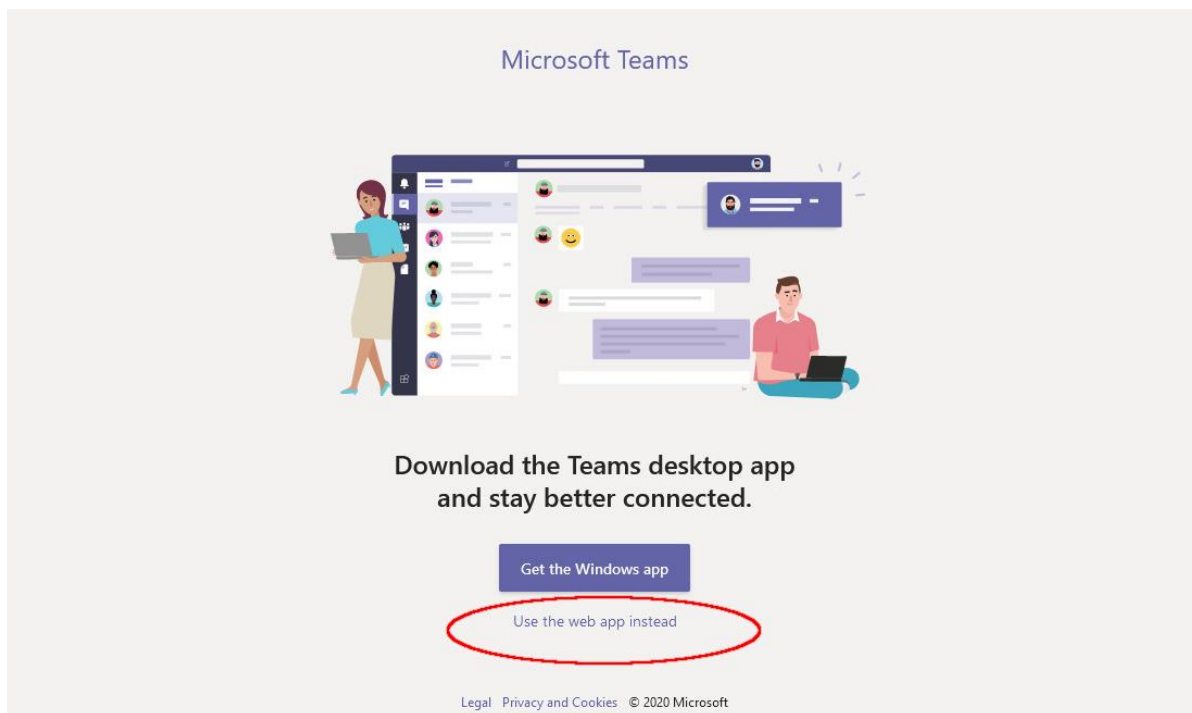 Microsoft Teams
Download the Teams desktop app
and stay better connected.
Get the Windows app
Use the web app instead
Legal Privacy and Cookies © 2020 Microsoft